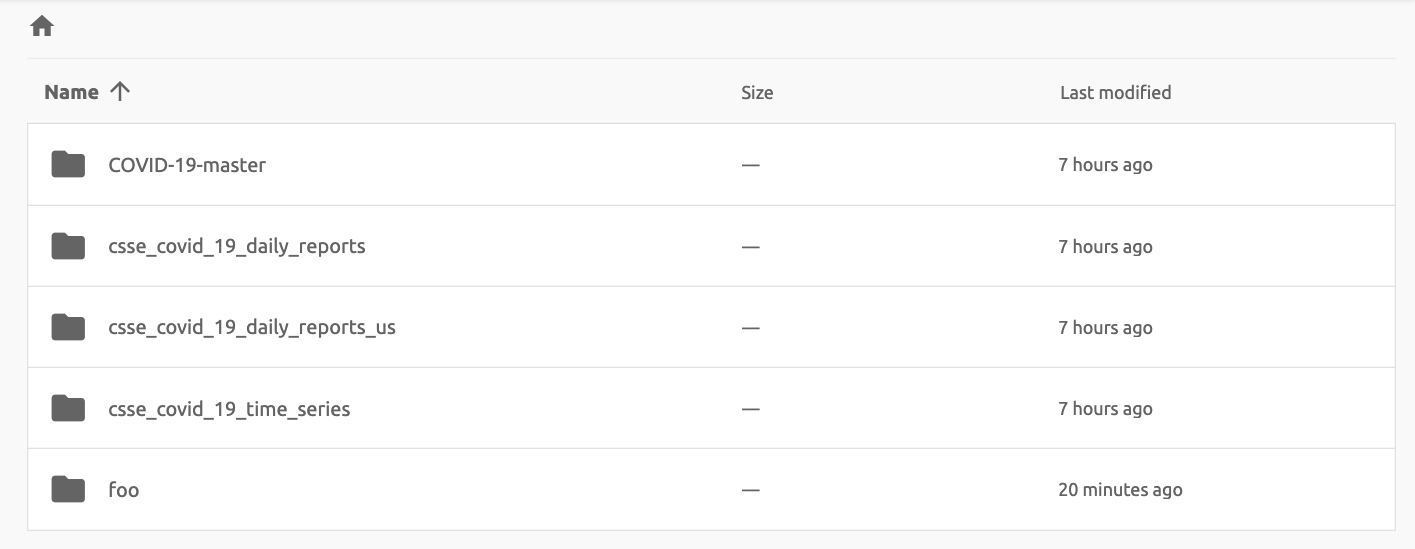 Name Size Last modified
COVID-19-master — 7 hours ago
csse_covid_19_daily_reports — 7 hours ago
csse_covid_19_daily_reports_us — 7 hours ago
csse_covid_19_time_series — 7 hours ago
foo — 20 minutes ago